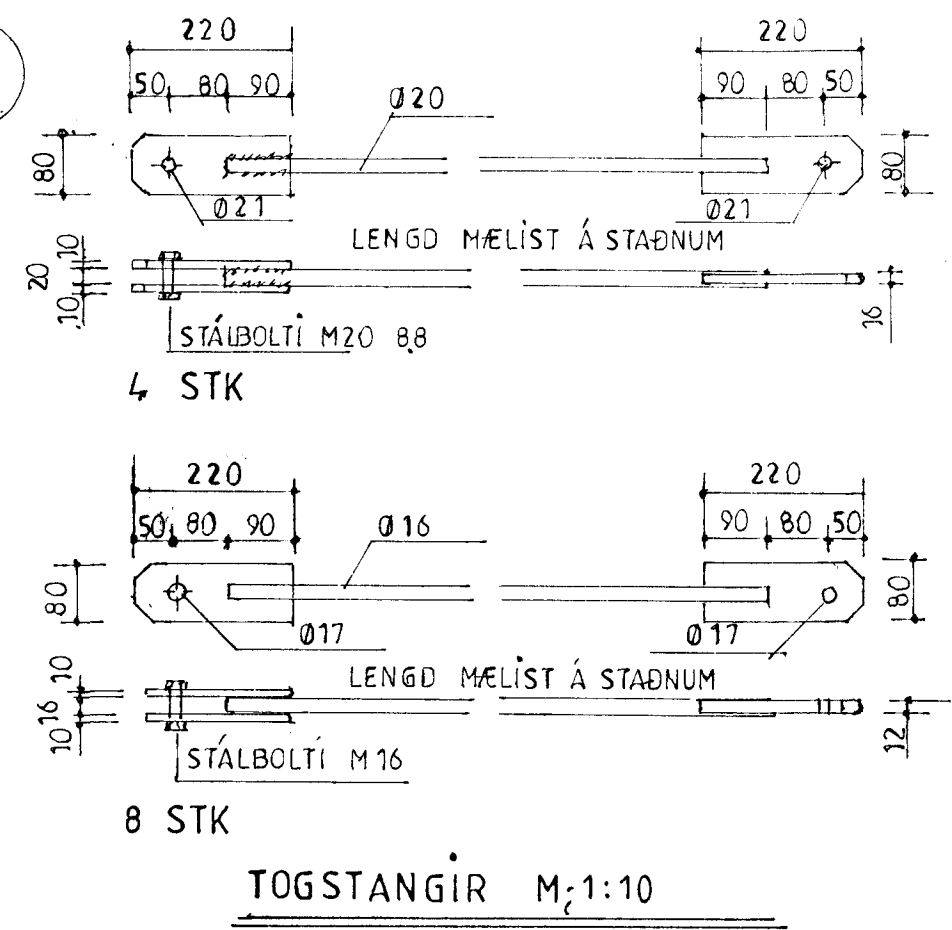 220 220
50 80 90 90 80 50
Ø20
80 80
Ø21 Ø21
LENGD MÆLIST Á STAÐNUM
10
20
10
16
STÁLBOLTI M20 8.8
4 STK
220 220
50 80 90 90 80 50
Ø16
80 80
Ø17 Ø17
LENGD MÆLIST Á STAÐNUM
10
16
10
12
STÁLBOLTI M16
8 STK
TOGSTANGIR M; 1:10